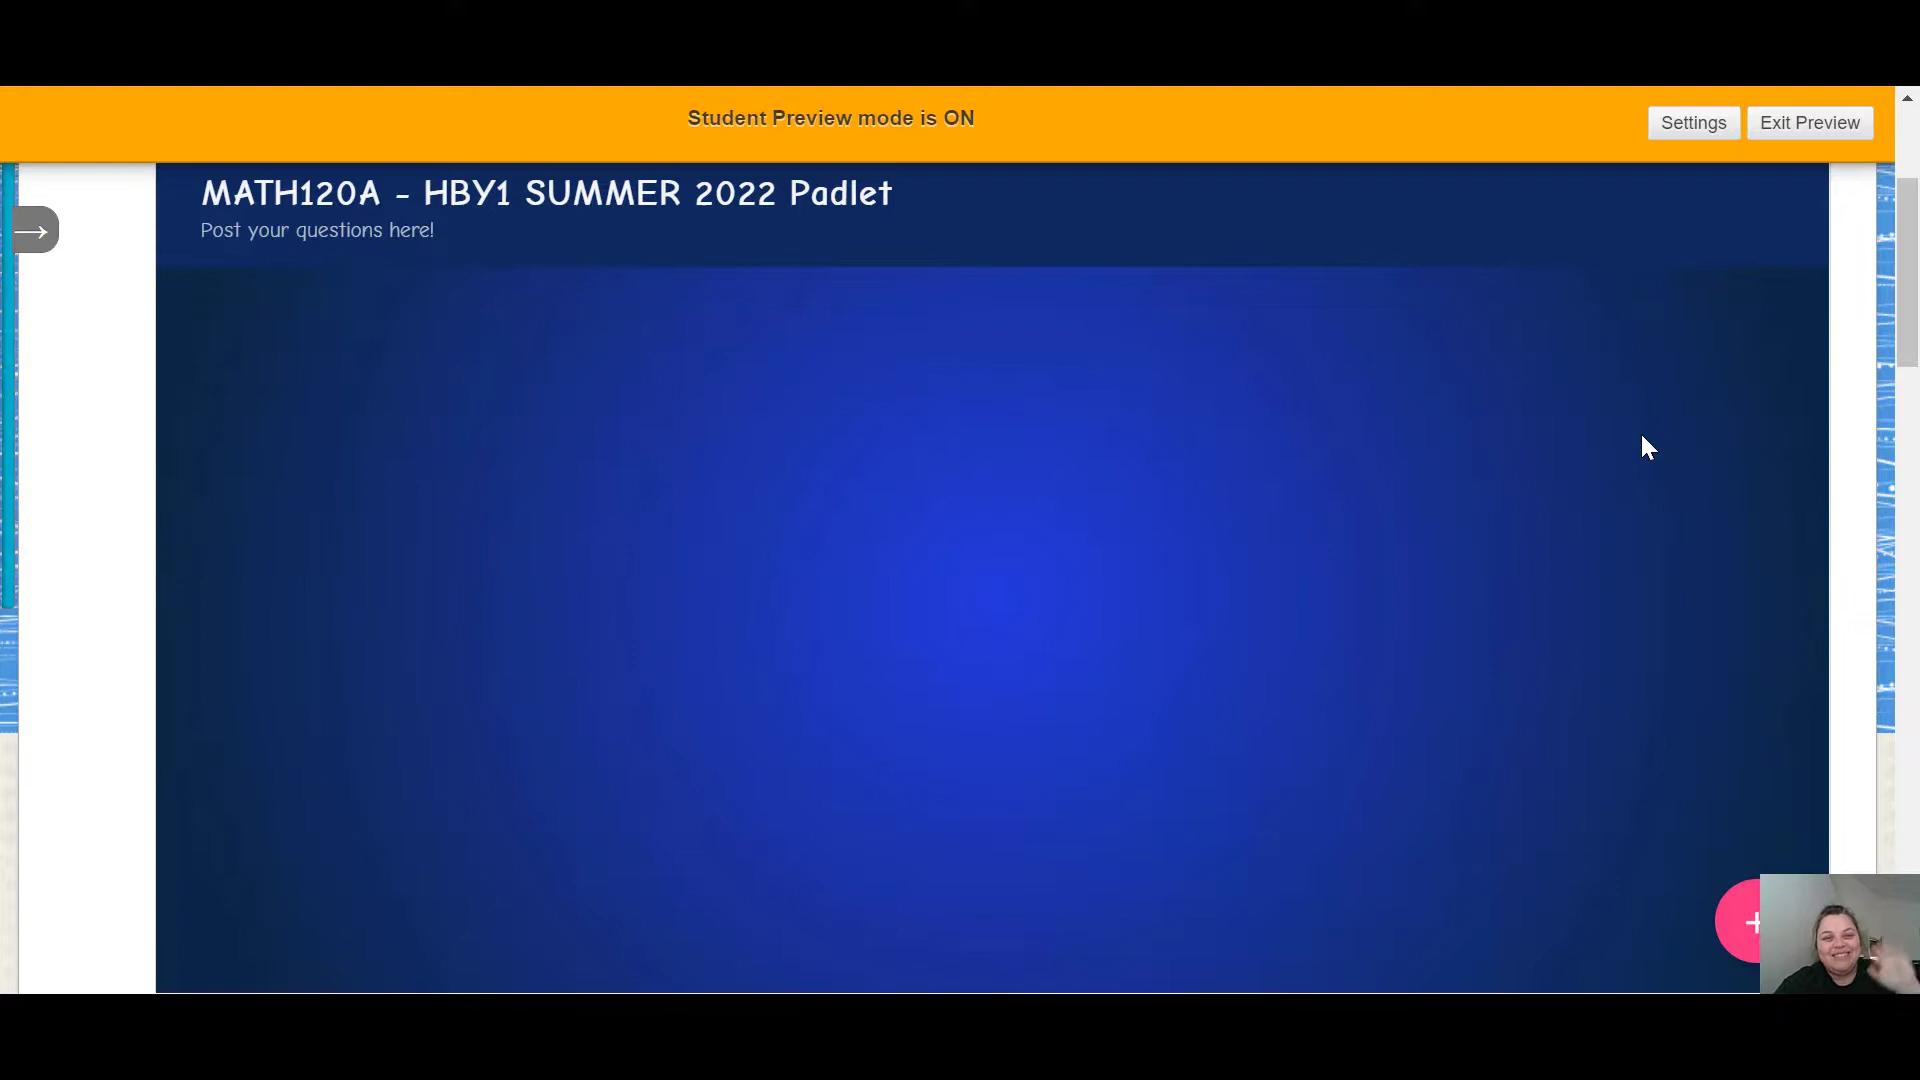 Student Preview mode is ON
Settings
Exit Preview
MATH120A - HBY1 SUMMER 2022 Padlet
Post your questions here!